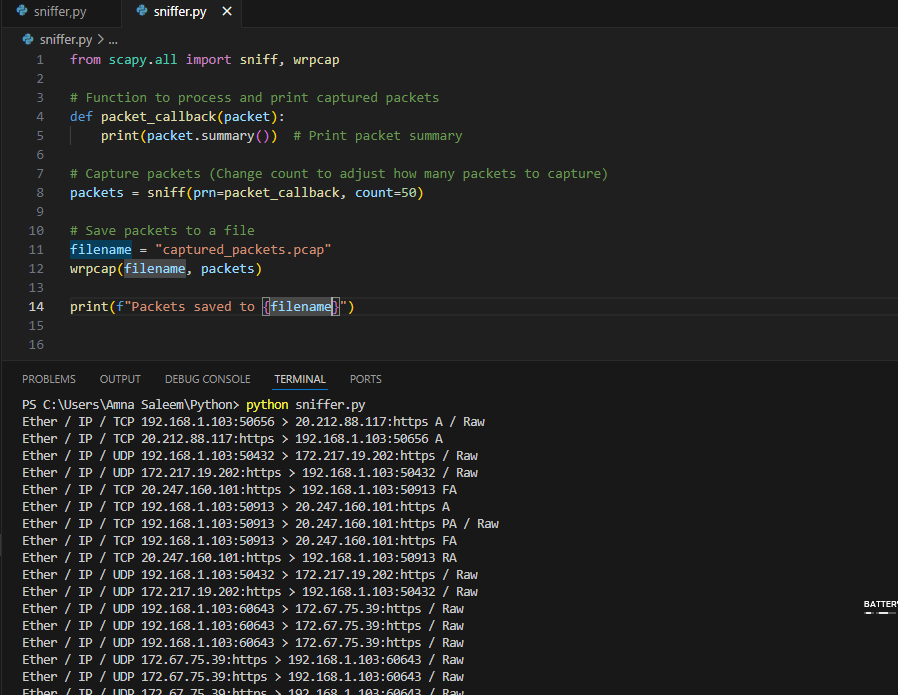 sniffer,py
sniffer.py
sniffer.py > ...
1 from scapy.all import sniff, wrpcap
2
3 # Function to process and print captured packets
4 def packet_callback(packet):
5 print(packet.summary()) # Print packet summary
6
7 # Capture packets (Change count to adjust how many packets to capture)
8 packets = sniff(prn=packet_callback, count=50)
9
10 # Save packets to a file
11 filename = "captured_packets.pcap"
12 wrpcap(filename, packets)
13
14 print(f"Packets saved to {filename}")
15
16
PROBLEMS OUTPUT DEBUG CONSOLE TERMINAL PORTS
PS C:\Users\Amna Saleem\Python> python sniffer.py
Ether / IP / TCP 192.168.1.103:50656 > 20.212.88.117:https A / Raw
Ether / IP / TCP 20.212.88.117:https > 192.168.1.103:50656 A
Ether / IP / UDP 192.168.1.103:50432 > 172.217.19.202:https / Raw
Ether / IP / UDP 172.217.19.202:https > 192.168.1.103:50432 / Raw
Ether / IP / TCP 20.247.160.101:https > 192.168.1.103:50913 FA
Ether / IP / TCP 192.168.1.103:50913 > 20.247.160.101:https A
Ether / IP / TCP 192.168.1.103:50913 > 20.247.160.101:https PA / Raw
Ether / IP / TCP 192.168.1.103:50913 > 20.247.160.101:https FA
Ether / IP / TCP 20.247.160.101:https > 192.168.1.103:50913 RA
Ether / IP / UDP 192.168.1.103:50432 > 172.217.19.202:https / Raw
Ether / IP / UDP 172.217.19.202:https > 192.168.1.103:50432 / Raw
Ether / IP / UDP 192.168.1.103:60643 > 172.67.75.39:https / Raw
Ether / IP / UDP 192.168.1.103:60643 > 172.67.75.39:https / Raw
Ether / IP / UDP 192.168.1.103:60643 > 172.67.75.39:https / Raw
Ether / IP / UDP 172.67.75.39:https > 192.168.1.103:60643 / Raw
Ether / IP / UDP 172.67.75.39:https > 192.168.1.103:60643 / Raw
Ether / IP / UDP 172.67.75.39:https > 192.168.1.103:60643 / Raw
BATTERY